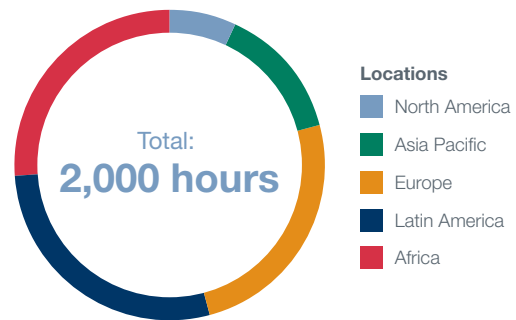 Total:
2,000 hours
Locations
North America
Asia Pacific
Europe
Latin America
Africa